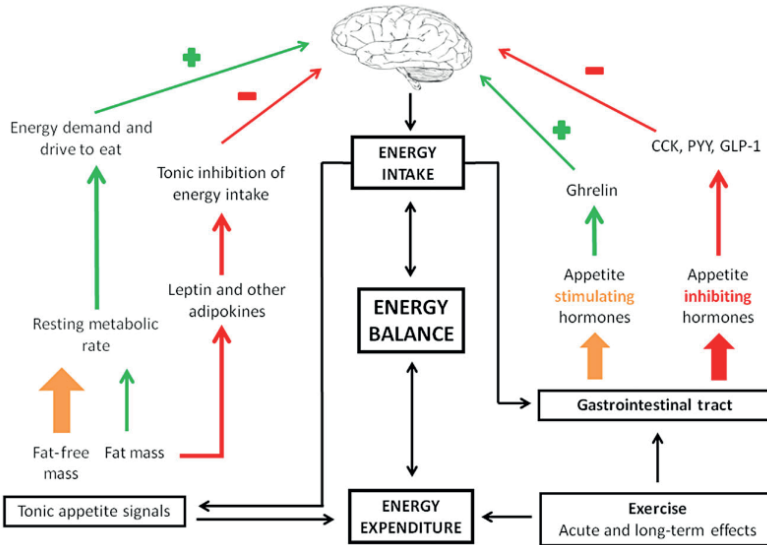 Energy demand and
drive to eat
Tonic inhibition of
energy intake
Leptin and other
adipokines
Resting metabolic
rate
Fat-free
mass
Fat mass
Tonic appetite signals
ENERGY
INTAKE
ENERGY
BALANCE
ENERGY
EXPENDITURE
CCK, PYY, GLP-1
Ghrelin
Appetite
stimulating
hormones
Appetite
inhibiting
hormones
Gastrointestinal tract
Exercise
Acute and long-term effects